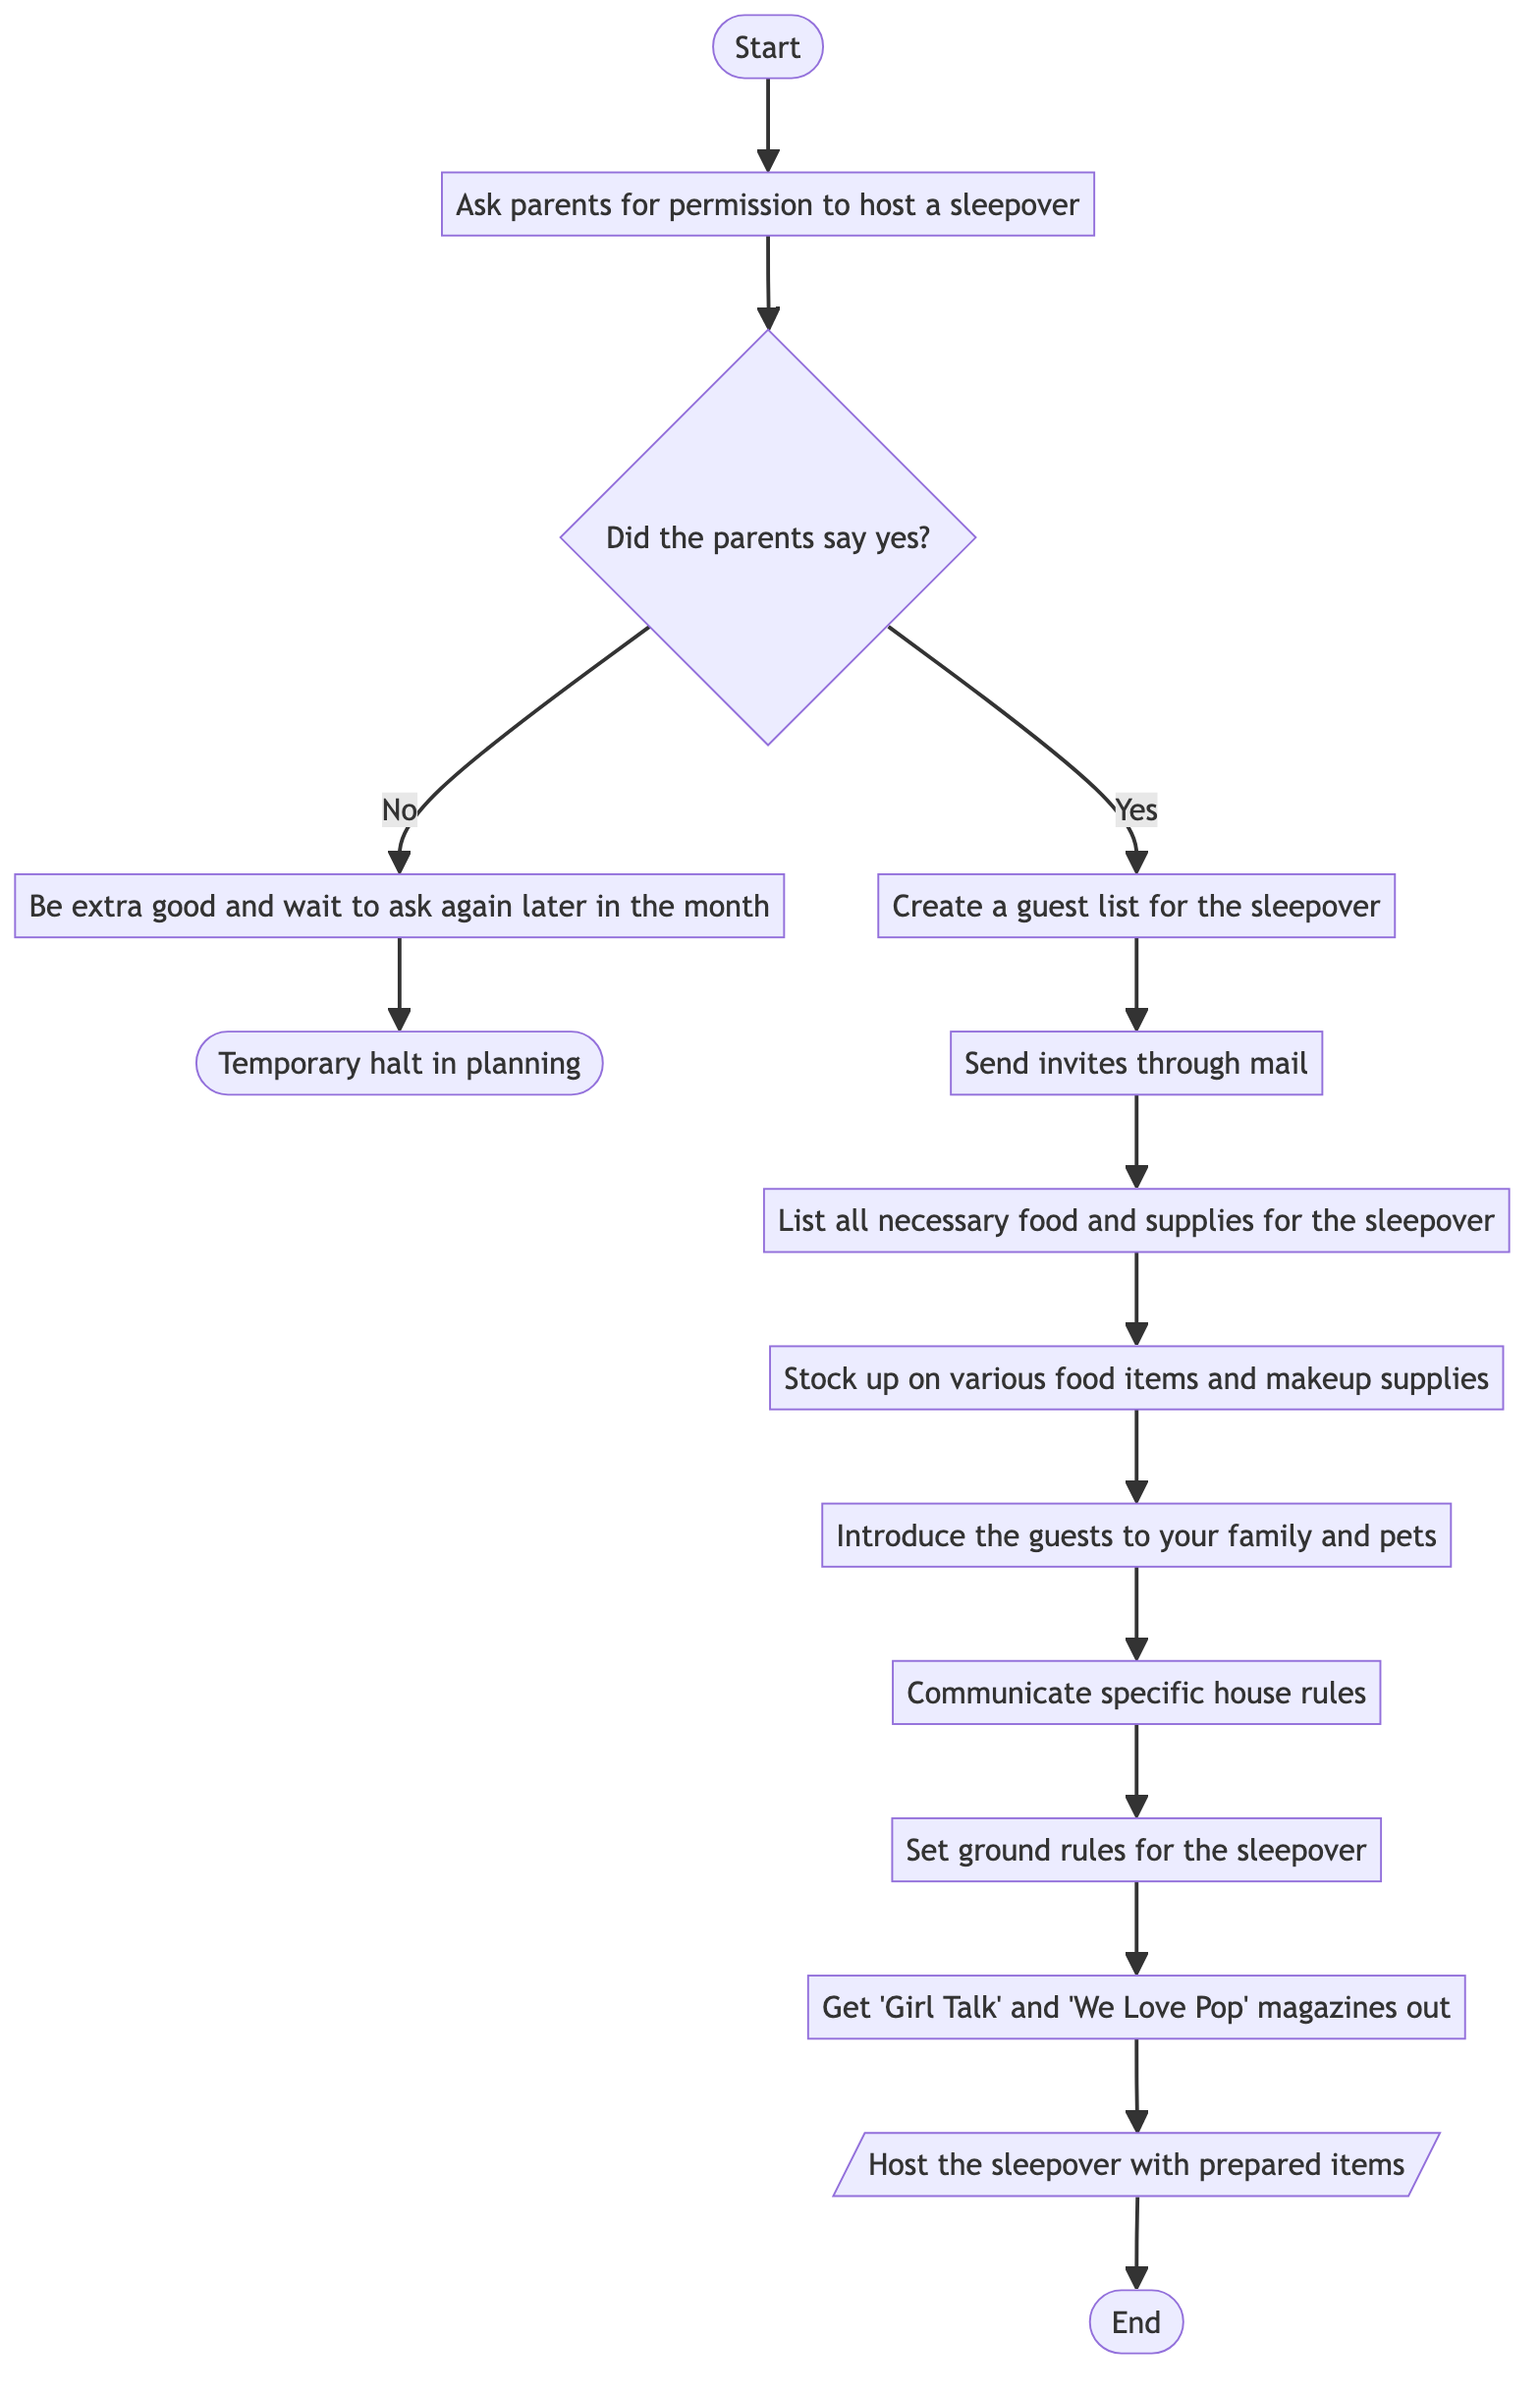 Start
Ask parents for permission to host a sleepover
Did the parents say yes?
No
Yes
Be extra good and wait to ask again later in the month
Create a guest list for the sleepover
Temporary halt in planning
Send invites through mail
List all necessary food and supplies for the sleepover
Stock up on various food items and makeup supplies
Introduce the guests to your family and pets
Communicate specific house rules
Set ground rules for the sleepover
Get 'Girl Talk' and 'We Love Pop' magazines out
Host the sleepover with prepared items
End